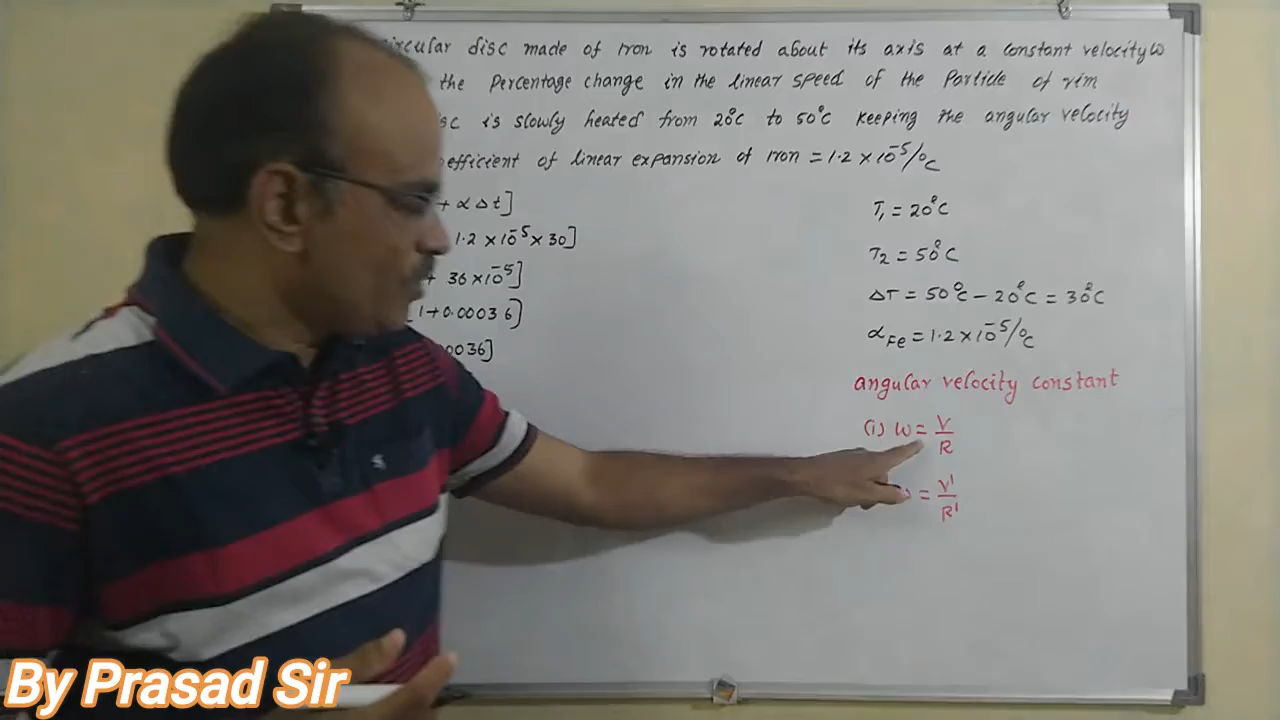 circular disc made of iron is rotated about its axis at a constant velocity ω
the Percentage change in the linear speed of the Particle of rim
isc is slowly heated from 20°C to 50°C keeping the angular velocity
efficient of linear expansion of iron = 1.2 × 10⁻⁵/°C
+ α Δt]
1.2 × 10⁻⁵ × 30]
+ 36 × 10⁻⁵]
[1 + 0.00036]
00036]
T₁ = 20°C
T₂ = 50°C
ΔT = 50°C − 20°C = 30°C
α Fe = 1.2 × 10⁻⁵/°C
angular velocity constant
(i) ω = V/R
= V'/R'
By Prasad Sir